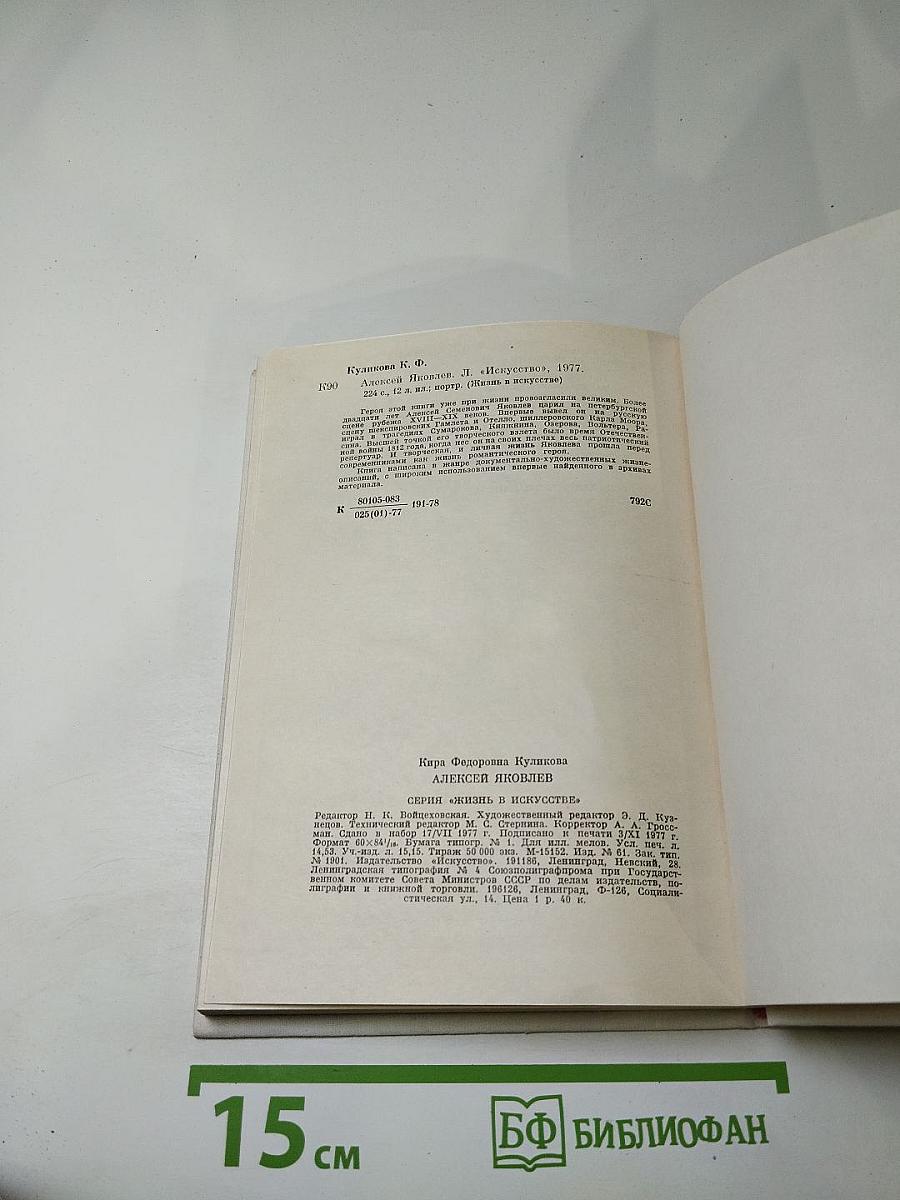 Куликова К. Ф.
К90 Алексей Яковлев. Л. «Искусство», 1977.
224 с., 12 л. ил.; портр. (Жизнь в искусстве)
Героя этой книги уже при жизни провозгласили великим. Более
двадцати лет Алексей Семенович Яковлев царил на петербургской
сцене рубежа XVIII—XIX веков. Впервые вывел он на русскую
сцену шекспировских Гамлета и Отелло, шиллеровского Карла Моора,
играл в трагедиях Сумарокова, Княжнина, Озерова, Вольтера, Ра-
сина. Высшей точкой его творческого взлета было время Отечествен-
ной войны 1812 года, когда нес он на своих плечах весь патриотический
репертуар. И творческая, и личная жизнь Яковлева прошла перед
современниками как жизнь романтического героя.
Книга написана в жанре документально-художественных жизне-
описаний, с широким использованием впервые найденного в архивах
материала.
К 80105-083 191-78 792С
025(01)-77
Кира Федоровна Куликова
АЛЕКСЕЙ ЯКОВЛЕВ
СЕРИЯ «ЖИЗНЬ В ИСКУССТВЕ»
Редактор Н. К. Войцеховская. Художественный редактор Э. Д. Куз-
нецов. Технический редактор М. С. Стернина. Корректор А. А. Гросс-
ман. Сдано в набор 17/VII 1977 г. Подписано к печати 3/XI 1977 г.
Формат 60×84¹/₁₆. Бумага типогр. № 1. Для илл. мелов. Усл. печ. л.
14,53. Уч.-изд. л. 15,15. Тираж 50 000 экз. М-15152. Изд. № 61. Зак. тип.
№ 1901. Издательство «Искусство». 191186, Ленинград, Невский, 28.
Ленинградская типография № 4 Союзполиграфпрома при Государст-
венном комитете Совета Министров СССР по делам издательств, по-
лиграфии и книжной торговли. 196126, Ленинград, Ф-126, Социали-
стическая ул., 14. Цена 1 р. 40 к.
15 см
БФ БИБЛИОФАН